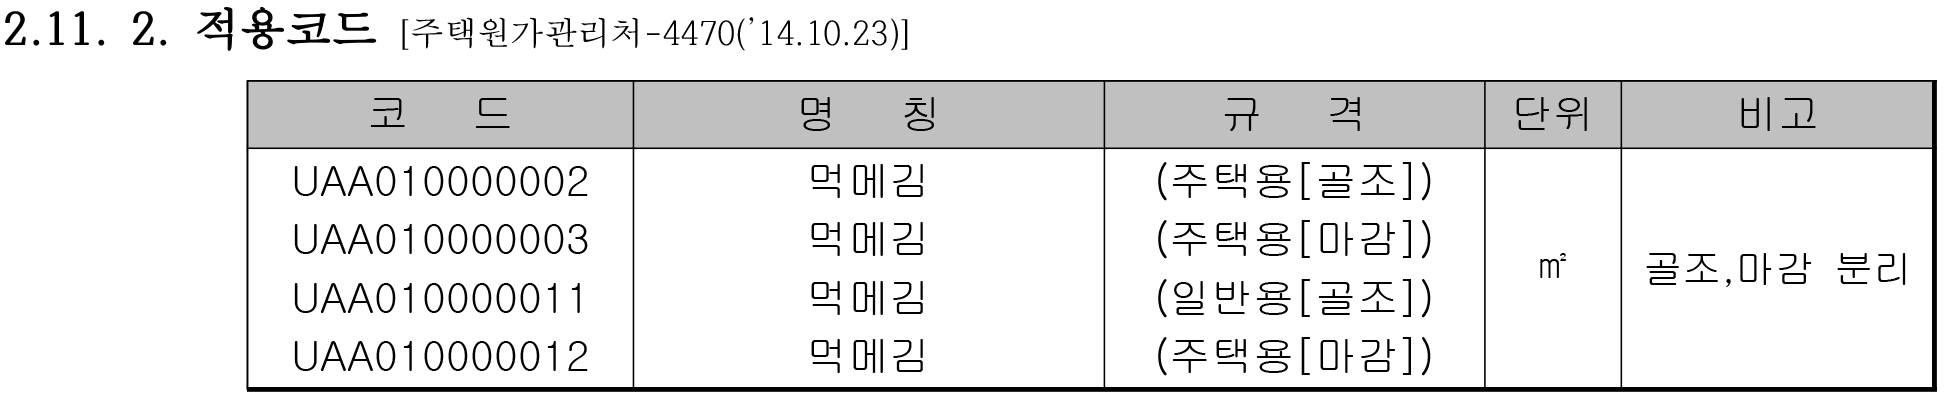 2.11. 2. 적용코드 [주택원가관리처-4470(’14.10.23)]
코 드 명 칭 규 격 단위 비고
UAA010000002 먹메김 (주택용[골조])
UAA010000003 먹메김 (주택용[마감])
㎡ 골조,마감 분리
UAA010000011 먹메김 (일반용[골조])
UAA010000012 먹메김 (주택용[마감])